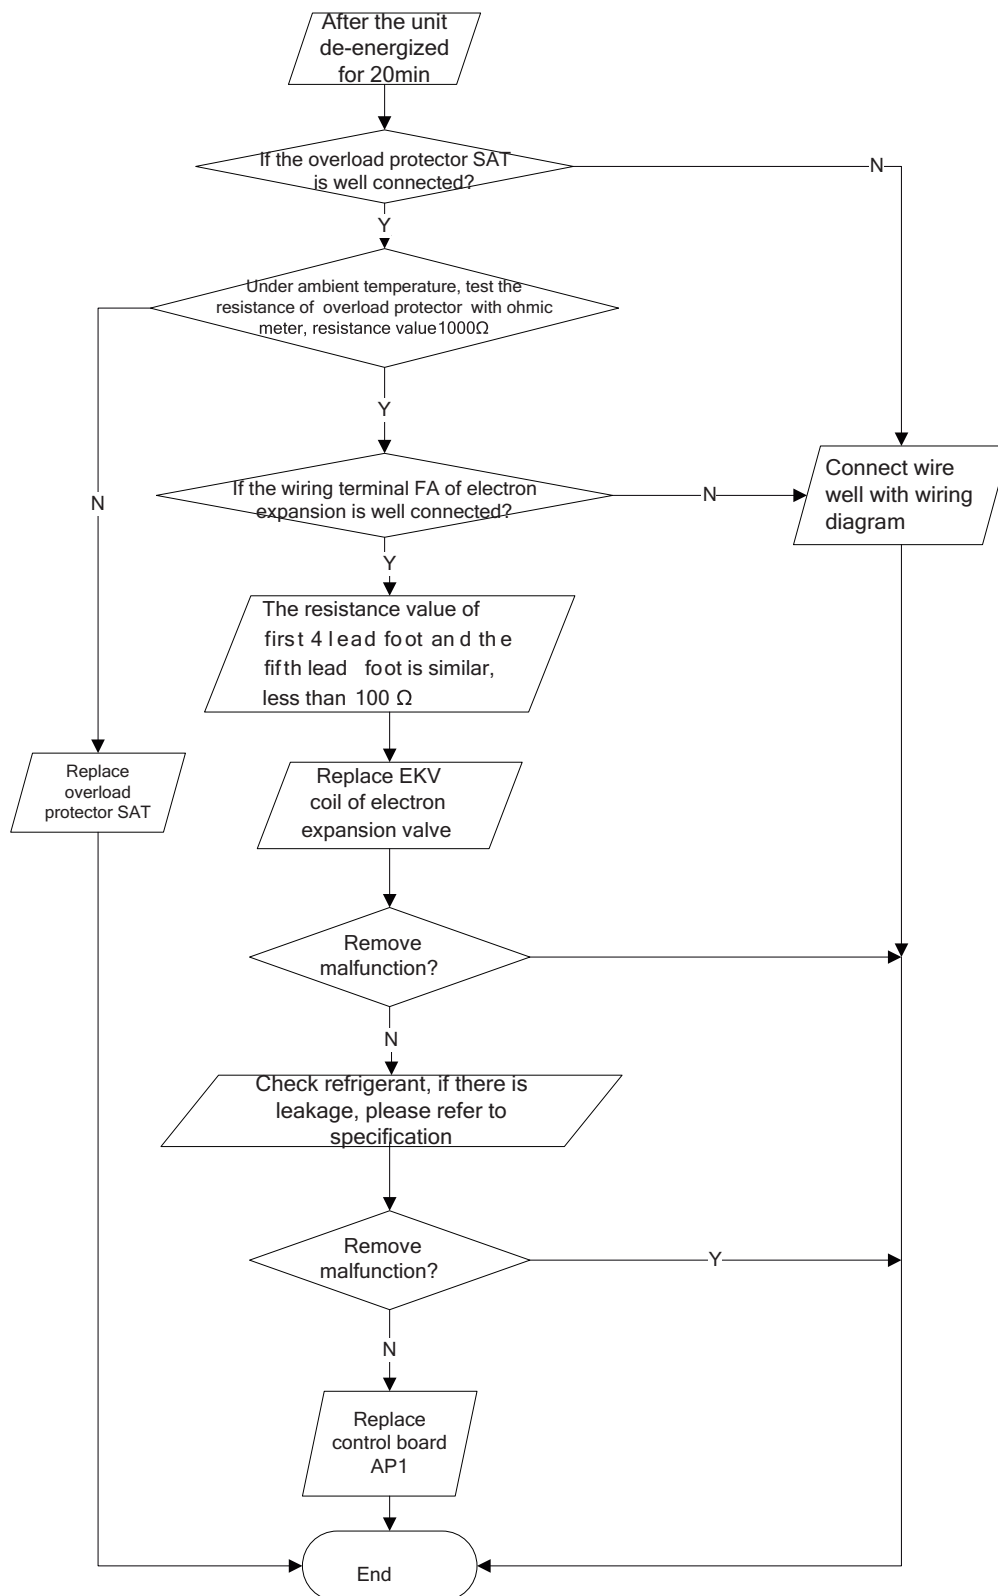 After the unit
de-energized
for 20min
If the overload protector SAT
is well connected?
N
Y
Under ambient temperature, test the
resistance of overload protector with ohmic
meter, resistance value1000Ω
Y
N
If the wiring terminal FA of electron
expansion is well connected?
N
Connect wire
well with wiring
diagram
Y
The resistance value of
first 4 lead foot and the
fifth lead foot is similar,
less than 100 Ω
Replace
overload
protector SAT
Replace EKV
coil of electron
expansion valve
Remove
malfunction?
N
Check refrigerant, if there is
leakage, please refer to
specification
Remove
malfunction?
Y
N
Replace
control board
AP1
End